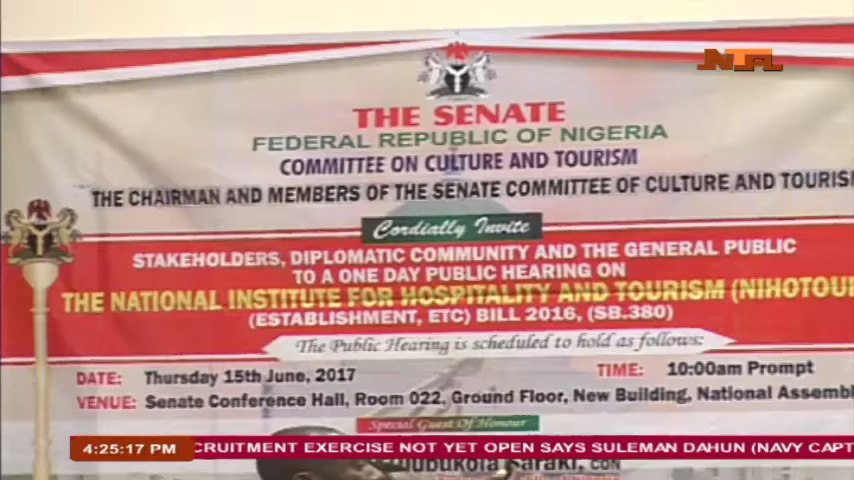 NTA
THE SENATE
FEDERAL REPUBLIC OF NIGERIA
COMMITTEE ON CULTURE AND TOURISM
THE CHAIRMAN AND MEMBERS OF THE SENATE COMMITTEE OF CULTURE AND TOURIS
Cordially Invite
STAKEHOLDERS, DIPLOMATIC COMMUNITY AND THE GENERAL PUBLIC
TO A ONE DAY PUBLIC HEARING ON
THE NATIONAL INSTITUTE FOR HOSPITALITY AND TOURISM (NIHOTOUR
(ESTABLISHMENT, ETC) BILL 2016, (SB.380)
The Public Hearing is scheduled to hold as follows:
DATE: Thursday 15th June, 2017 TIME: 10:00am Prompt
VENUE: Senate Conference Hall, Room 022, Ground Floor, New Building, National Assembl
Special Guest Of Honour
4:25:17 PM CRUITMENT EXERCISE NOT YET OPEN SAYS SULEMAN DAHUN (NAVY CAPT
Saraki, CON